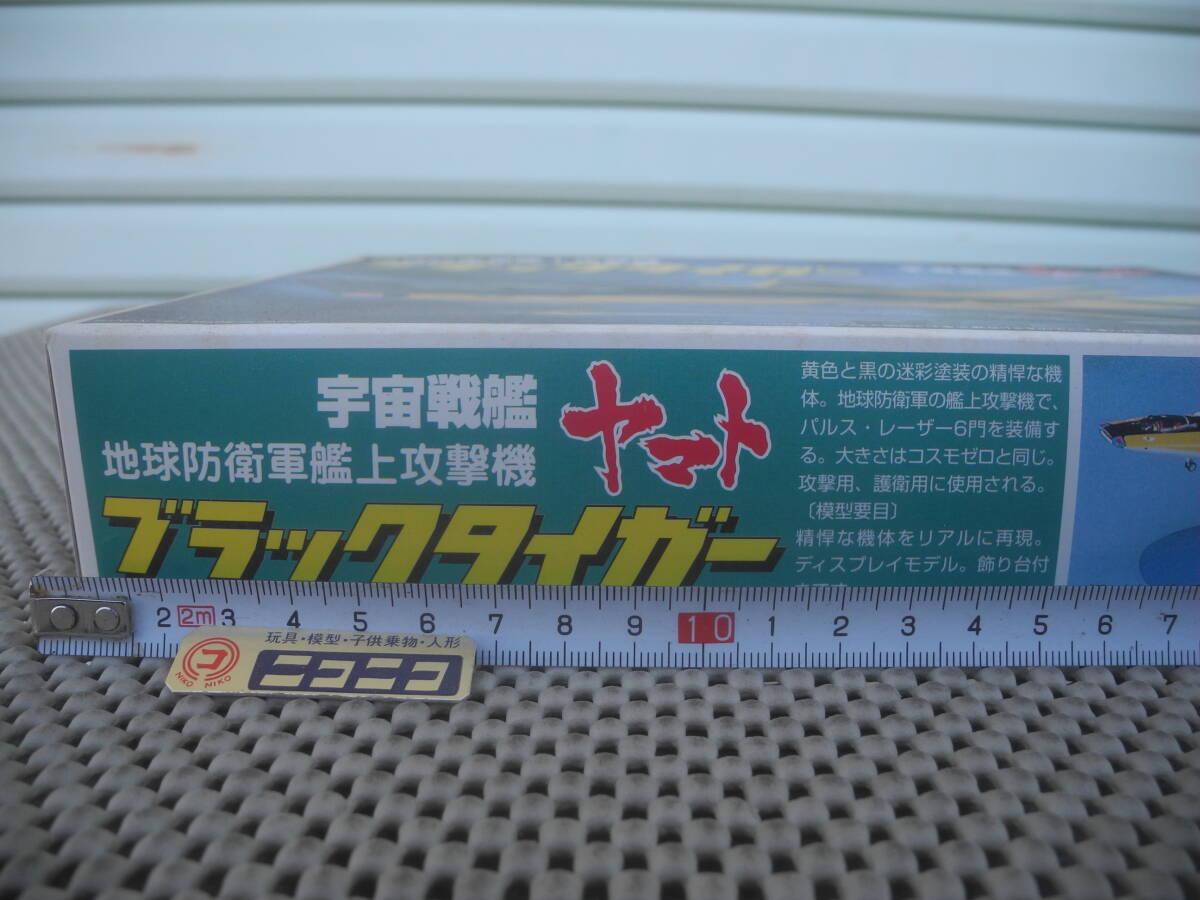 宇宙戦艦
ヤマト
地球防衛軍艦上攻撃機
ブラックタイガー
黄色と黒の迷彩塗装の精悍な機
体。地球防衛軍の艦上攻撃機で、
パルス・レーザー6門を装備す
る。大きさはコスモゼロと同じ。
攻撃用、護衛用に使用される。
〔模型要目〕
精悍な機体をリアルに再現。
ディスプレイモデル。飾り台付
2 2m 3 4 5 6 7 8 9 10 1 2 3 4 5 6 7
玩具・模型・子供乗物・人形
コ
NIKO NIKO
ニコニコ